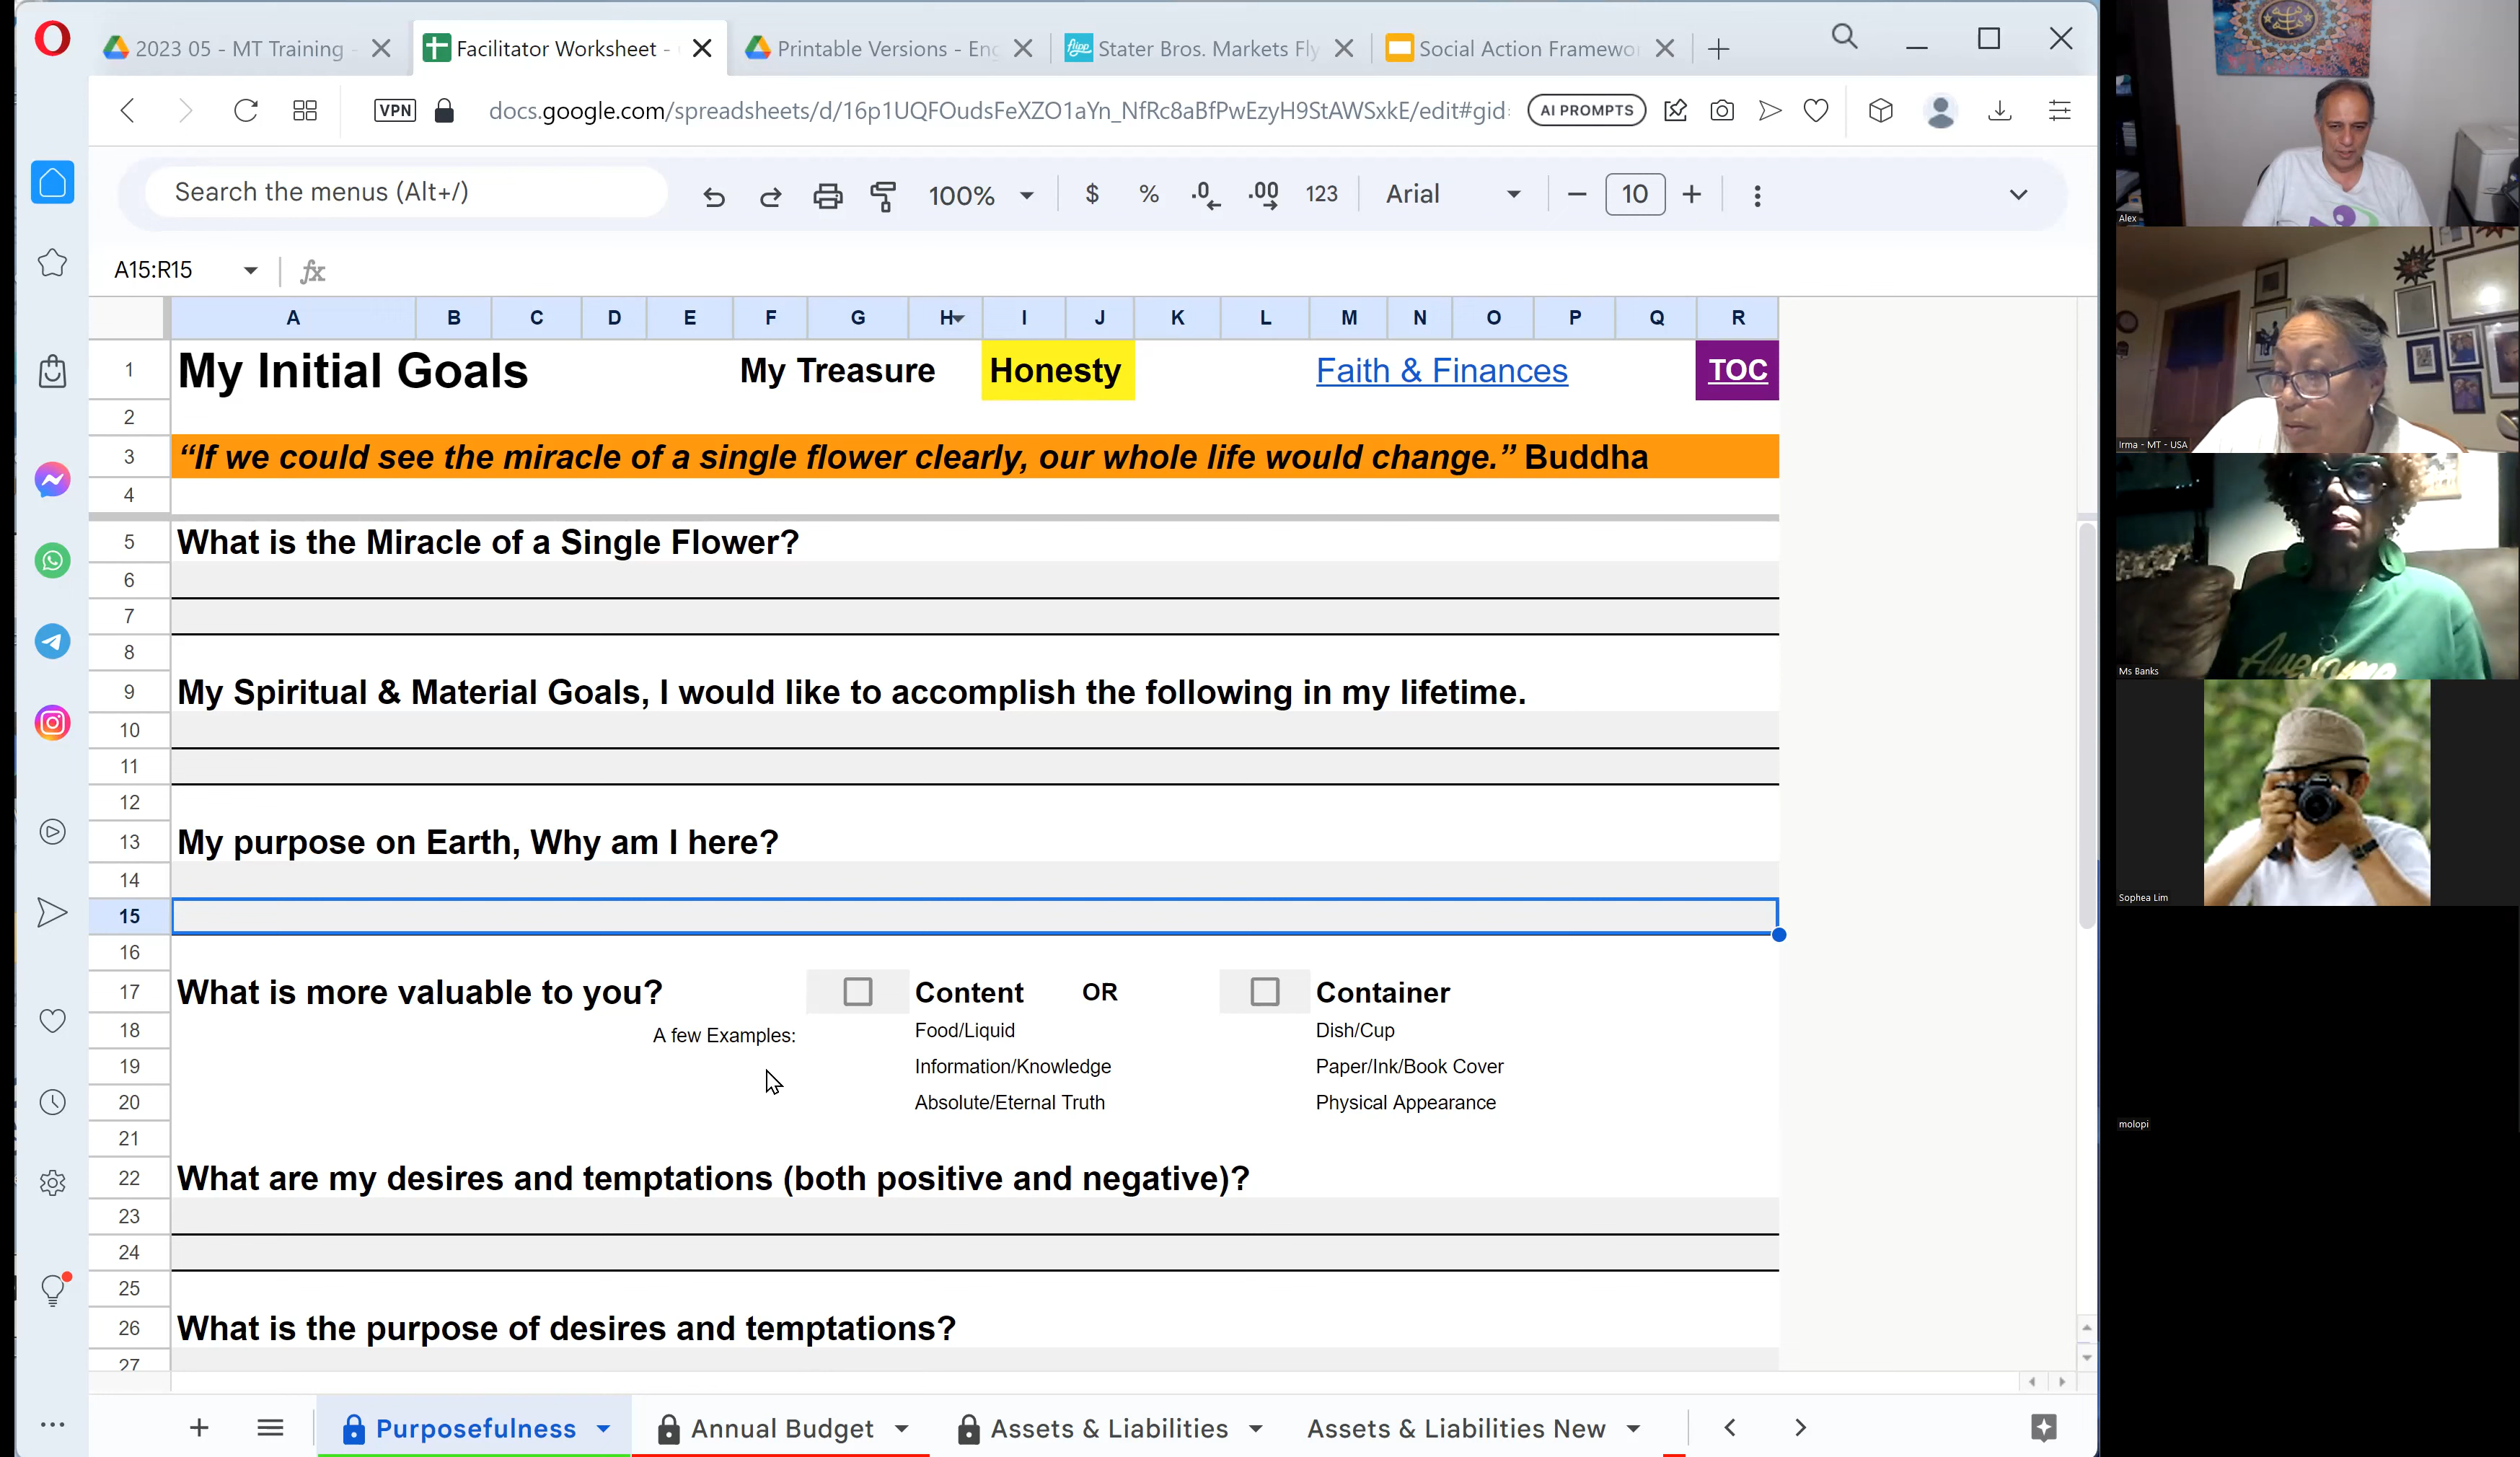 2023 05 - MT Training -
Facilitator Worksheet -
Printable Versions - Eng
Stater Bros. Markets Fly
Social Action Framewor
VPN
docs.google.com/spreadsheets/d/16p1UQFOudsFeXZO1aYn_NfRc8aBfPwEzyH9StAWSxkE/edit#gid=
AI PROMPTS
Search the menus (Alt+/)
100%
$ % .0 .00 123
Arial
10
A15:R15
fx
A B C D E F G H I J K L M N O P Q R
1 My Initial Goals My Treasure Honesty Faith & Finances TOC
2
3 “If we could see the miracle of a single flower clearly, our whole life would change.” Buddha
4
5 What is the Miracle of a Single Flower?
6
7
8
9 My Spiritual & Material Goals, I would like to accomplish the following in my lifetime.
10
11
12
13 My purpose on Earth, Why am I here?
14
15
16
17 What is more valuable to you? Content OR Container
18 A few Examples: Food/Liquid Dish/Cup
19 Information/Knowledge Paper/Ink/Book Cover
20 Absolute/Eternal Truth Physical Appearance
21
22 What are my desires and temptations (both positive and negative)?
23
24
25
26 What is the purpose of desires and temptations?
27
Purposefulness
Annual Budget
Assets & Liabilities
Assets & Liabilities New
Alex
Irma - MT - USA
Awesome
Ms Banks
Sophea Lim
molopi